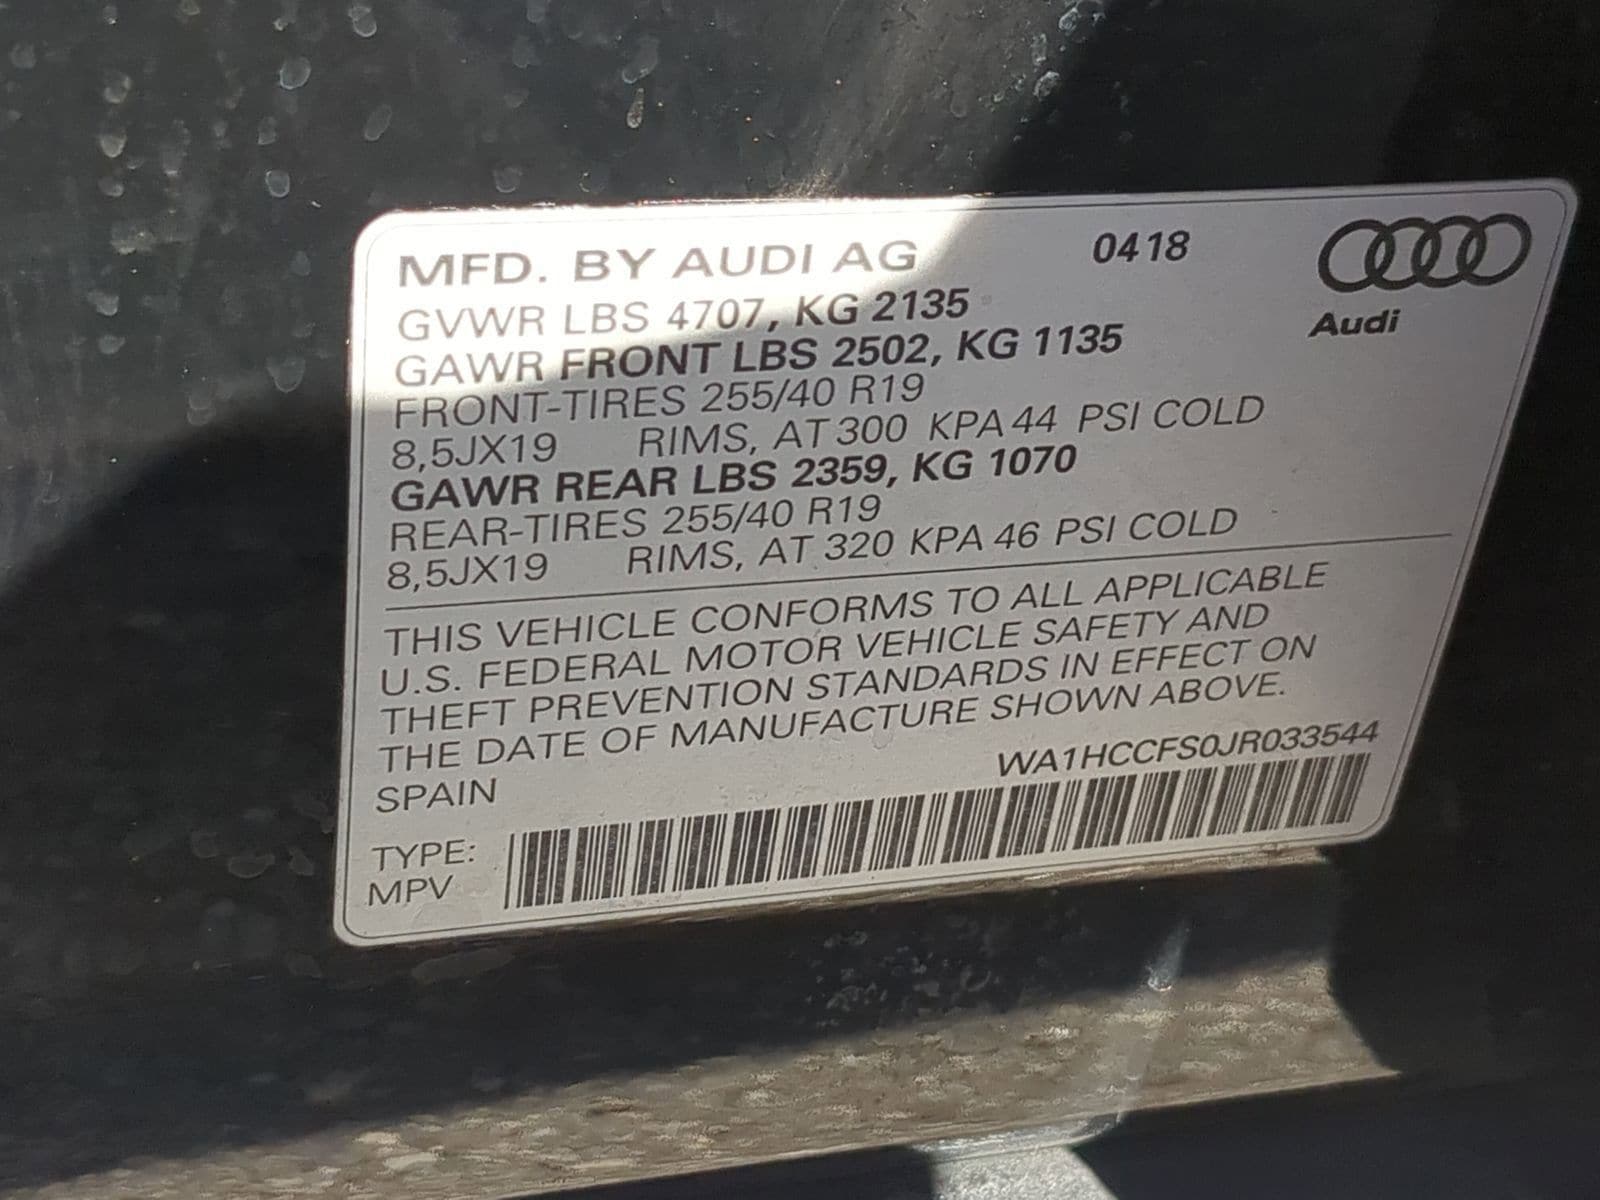 MFD. BY AUDI AG 0418
Audi
GVWR LBS 4707, KG 2135
GAWR FRONT LBS 2502, KG 1135
FRONT-TIRES 255/40 R19
8,5JX19 RIMS, AT 300 KPA 44 PSI COLD
GAWR REAR LBS 2359, KG 1070
REAR-TIRES 255/40 R19
8,5JX19 RIMS, AT 320 KPA 46 PSI COLD
THIS VEHICLE CONFORMS TO ALL APPLICABLE
U.S. FEDERAL MOTOR VEHICLE SAFETY AND
THEFT PREVENTION STANDARDS IN EFFECT ON
THE DATE OF MANUFACTURE SHOWN ABOVE.
SPAIN WA1HCCFS0JR033544
TYPE:
MPV